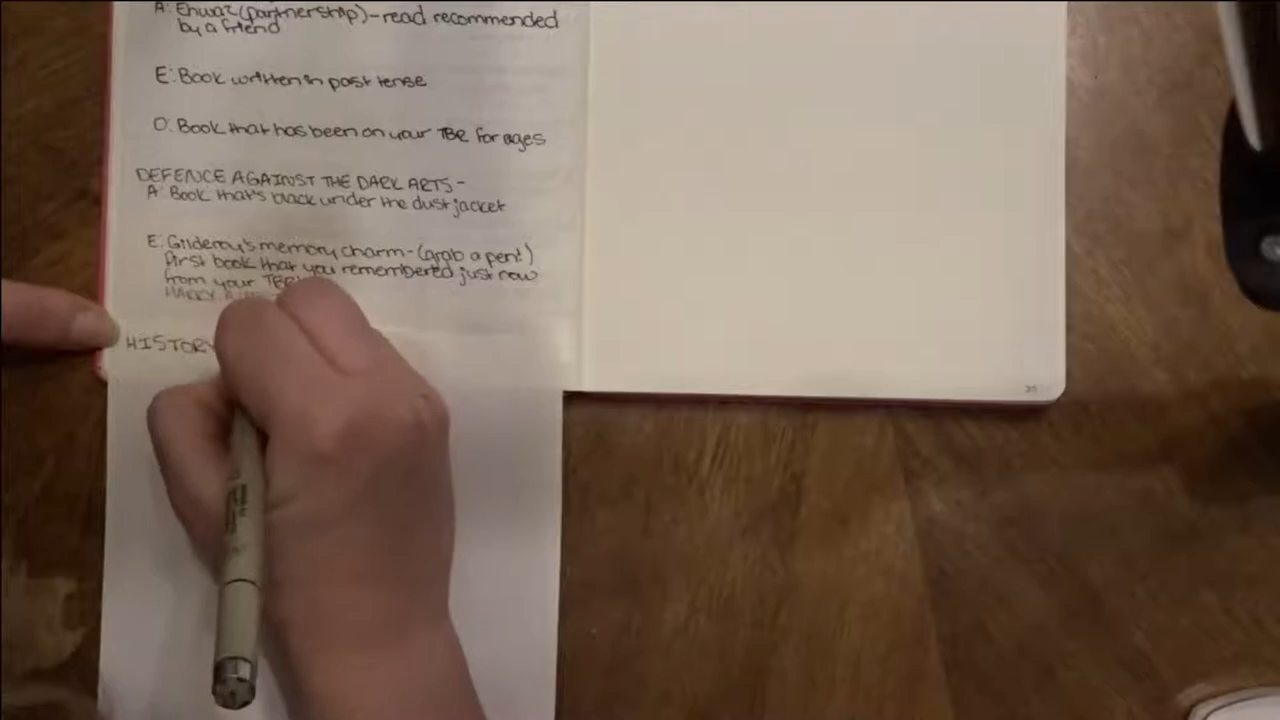 A: Ehwaz (partnership) - read recommended
by a friend
E: Book written in past tense
O: Book that has been on your TBR for ages
DEFENCE AGAINST THE DARK ARTS -
A: Book that's black under the dust jacket
E: Gilderoy's memory charm - (grab a pen!)
first book that you remembered just now
from your TBR
HISTORY